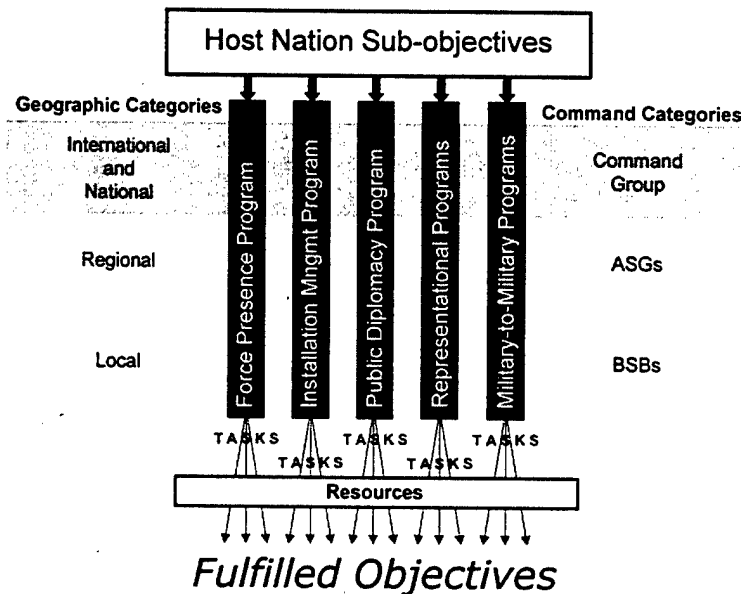 Host Nation Sub-objectives
Geographic Categories
Command Categories
International
and
National
Command
Group
Regional
ASGs
Local
BSBs
Force Presence Program
Installation Mngmt Program
Public Diplomacy Program
Representational Programs
Military-to-Military Programs
TASKS
TASKS
TASKS
TASKS
TASKS
Resources
Fulfilled Objectives